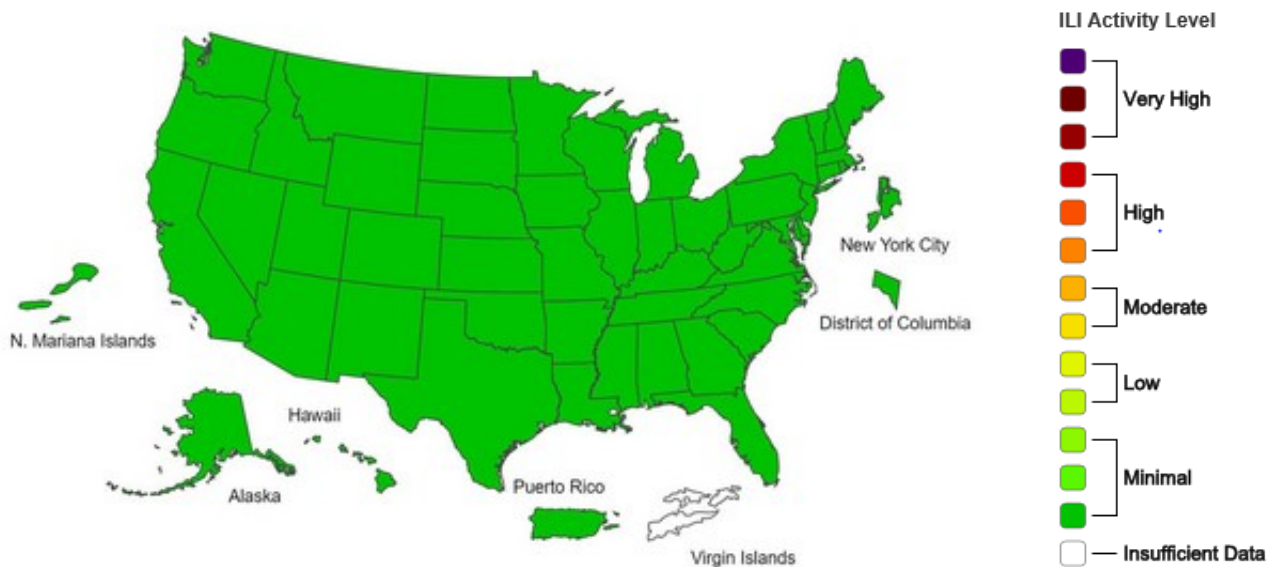 ILI Activity Level
Very High
High
Moderate
Low
Minimal
Insufficient Data
New York City
District of Columbia
N. Mariana Islands
Hawaii
Alaska
Puerto Rico
Virgin Islands